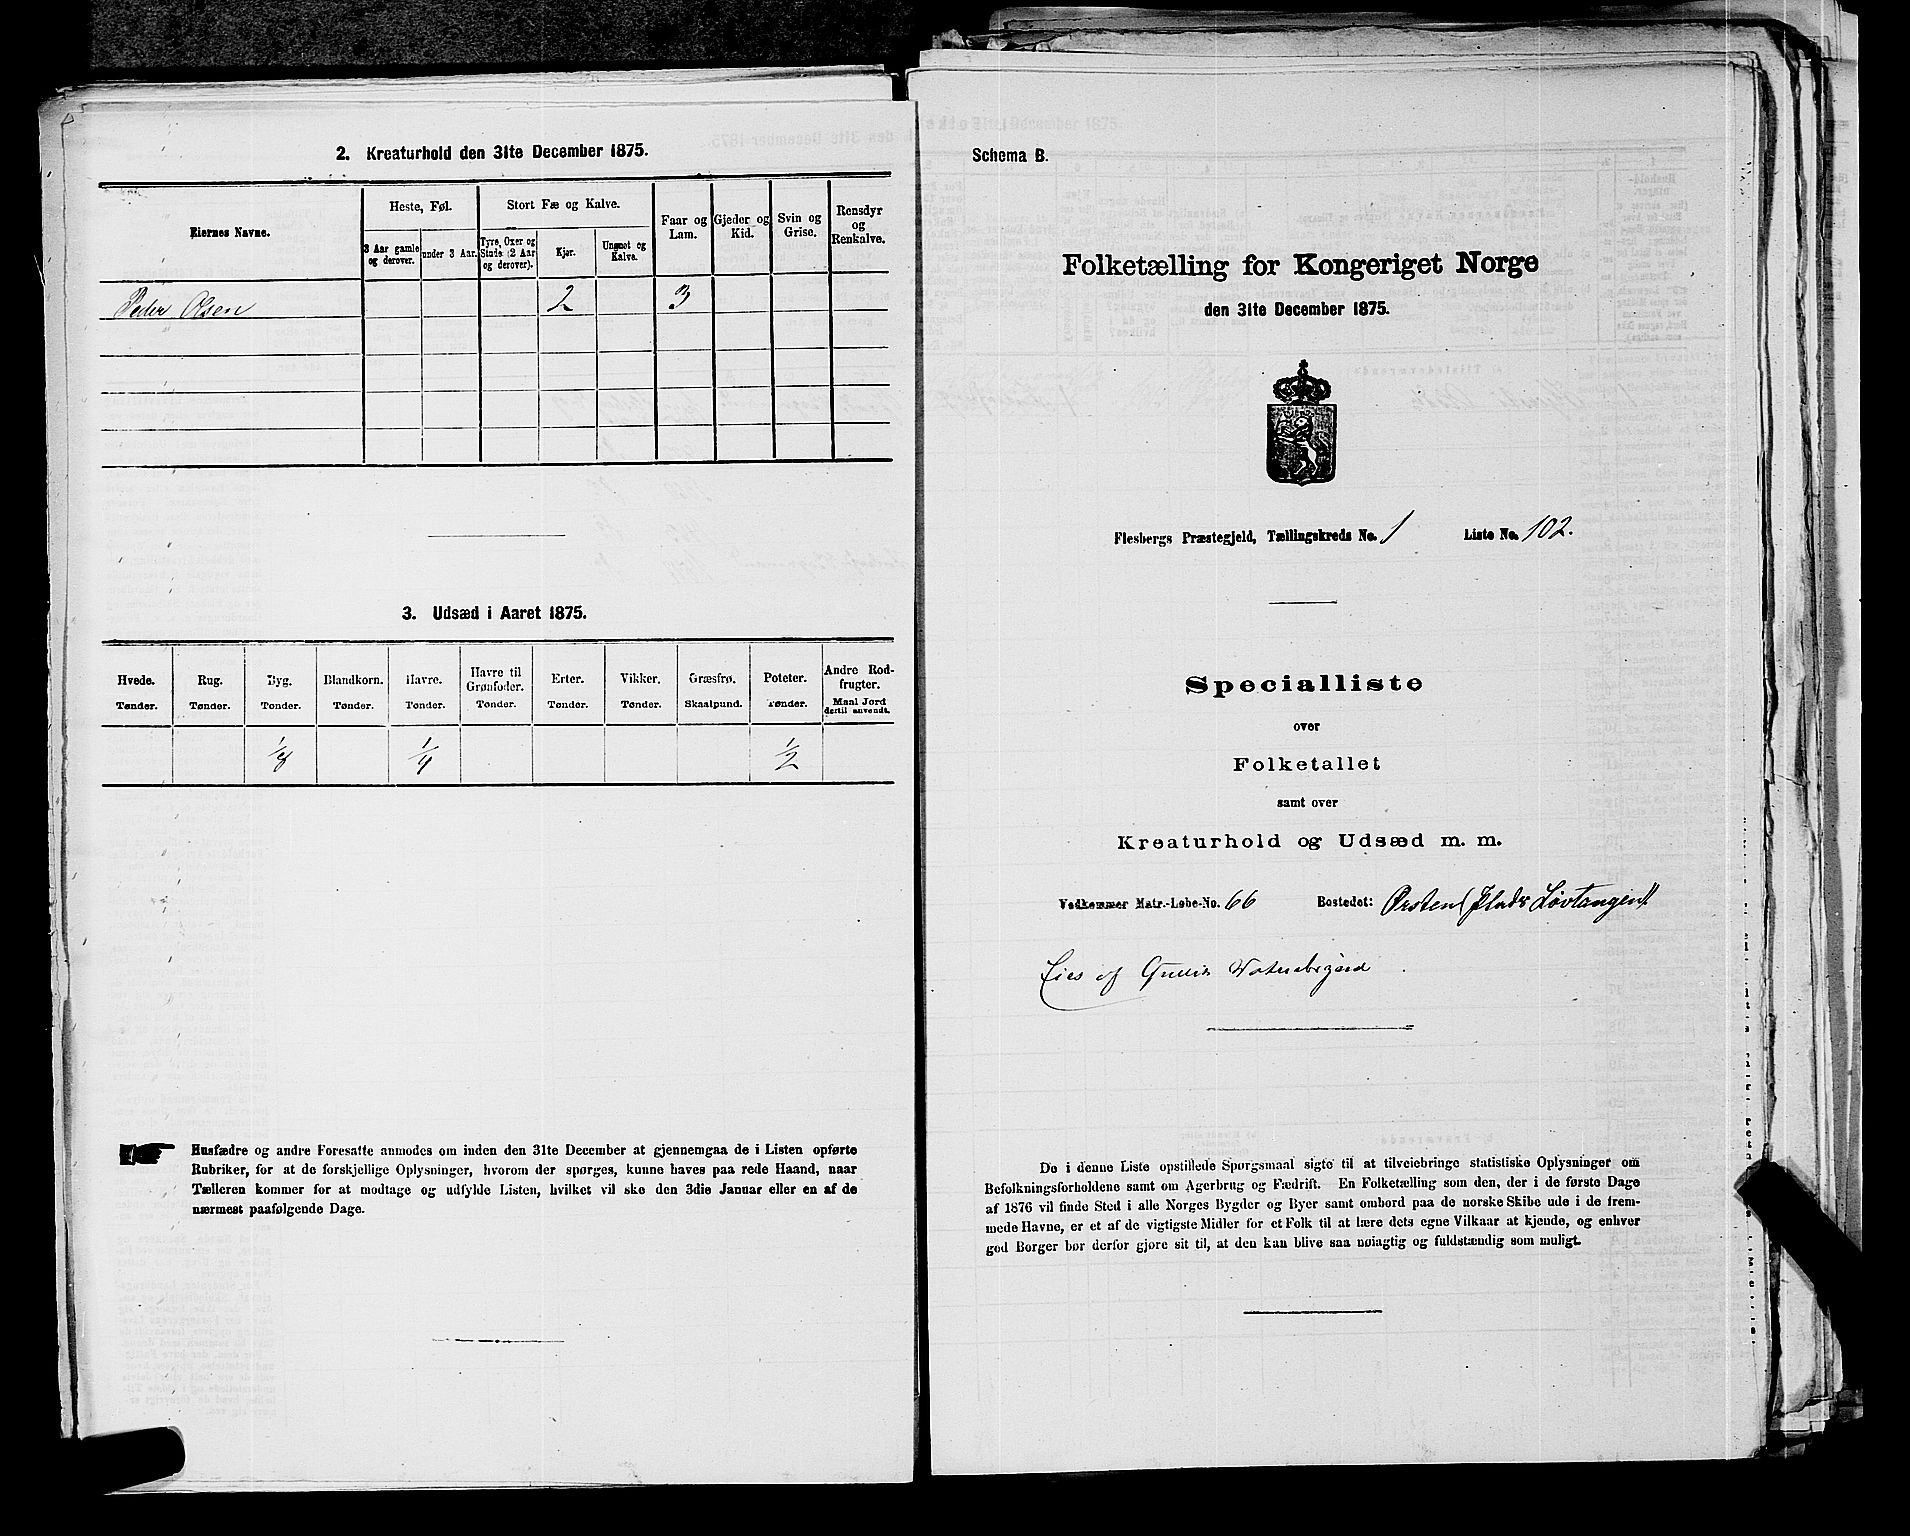 2. Kreaturhold den 31te December 1875.
Eiernes Navne.
Heste, Føl.
Stort Fæ og Kalve.
Faar og Lam.
Gjeder og Kid.
Svin og Grise.
Rensdyr og Renkalve.
3 Aar gamle og derover.
under 3 Aar.
Tyre, Oxer og Stude (2 Aar og derover).
Kjør.
Ungnøt og Kalve.
Peder Olsen 2 3
3. Udsæd i Aaret 1875.
Hvede. Rug. Byg. Blandkorn. Havre. Havre til Grønfoder. Erter. Vikker. Græsfrø. Poteter. Andre Rodfrugter.
Tønder. Tønder. Tønder. Tønder. Tønder. Tønder. Tønder. Tønder. Skaalpund. Tønder. Maal Jord dertil anvendt.
1/8 1/4 1/2
Husfædre og andre Foresatte anmodes om inden den 31te December at gjennemgaa de i Listen opførte
Rubriker, for at de forskjellige Oplysninger, hvorom der spørges, kunne haves paa rede Haand, naar
Tælleren kommer for at modtage og udfylde Listen, hvilket vil ske den 3die Januar eller en af de
nærmest paafølgende Dage.
Schema B.
Folketælling for Kongeriget Norge
den 31te December 1875.
Flesbergs Præstegjeld, Tællingskreds No. 1 Liste No. 102.
Specialliste
over
Folketallet
samt over
Kreaturhold og Udsæd m. m.
Vedkommer Matr.-Løbe-No. 66 Bostedet: Ørsten (Plads Løvtangen)
Eies af
De i denne Liste opstillede Spørgsmaal sigte til at tilveiebringe statistiske Oplysninger om
Befolkningsforholdene samt om Agerbrug og Fædrift. En Folketælling som den, der i de første Dage
af 1876 vil finde Sted i alle Norges Bygder og Byer samt ombord paa de norske Skibe ude i de frem-
mede Havne, er et af de vigtigste Midler for et Folk til at lære dets egne Vilkaar at kjende, og enhver
god Borger bør derfor gjøre sit til, at den kan blive saa nøiagtig og fuldstændig som muligt.